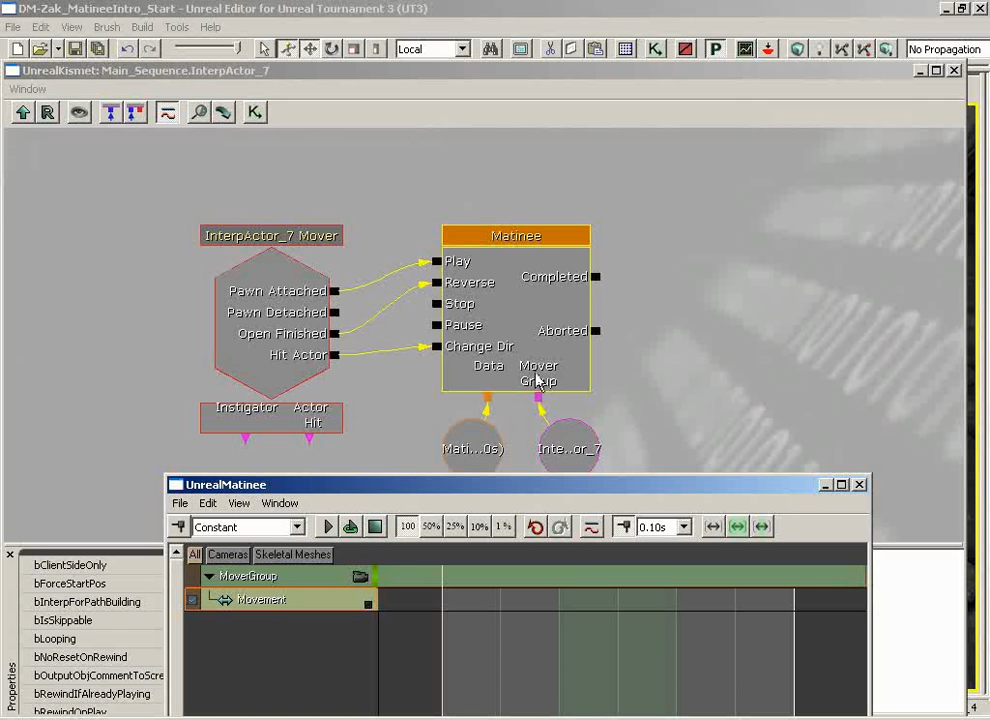 DM-Zak_MatineeIntro_Start - Unreal Editor for Unreal Tournament 3 (UT3)
File Edit View Brush Build Tools Help
Local No Propagation
UnrealKismet: Main_Sequence.InterpActor_7
Window
InterpActor_7 Mover Matinee
Play
Completed
Pawn Attached Reverse
Pawn Detached Stop
Open Finished Pause Aborted
Hit Actor Change Dir
Data Mover
Group
Instigator Actor
Hit
Mati...0s) Inte..or_7
UnrealMatinee
File Edit View Window
Constant 100 50% 25% 10% 1 % 0.10s
All Cameras Skeletal Meshes
MoverGroup
Movement
bClientSideOnly
bForceStartPos
bInterpForPathBuilding
bIsSkippable
bLooping
bNoResetOnRewind
bOutputObjCommentToScre
bRewindIfAlreadyPlaying
bRewindOnPlay
Properties